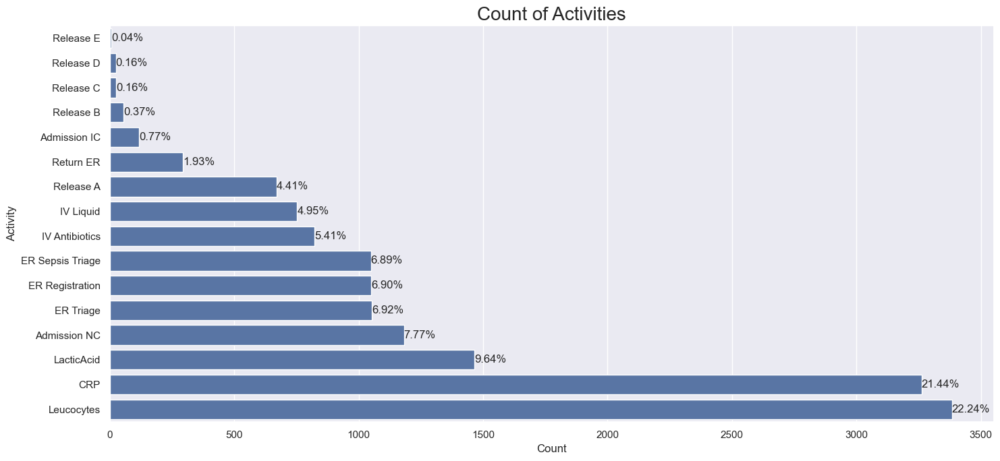 Count of Activities
Activity
Release E 0.04%
Release D 0.16%
Release C 0.16%
Release B 0.37%
Admission IC 0.77%
Return ER 1.93%
Release A 4.41%
IV Liquid 4.95%
IV Antibiotics 5.41%
ER Sepsis Triage 6.89%
ER Registration 6.90%
ER Triage 6.92%
Admission NC 7.77%
LacticAcid 9.64%
CRP 21.44%
Leucocytes 22.24%
0 500 1000 1500 2000 2500 3000 3500
Count